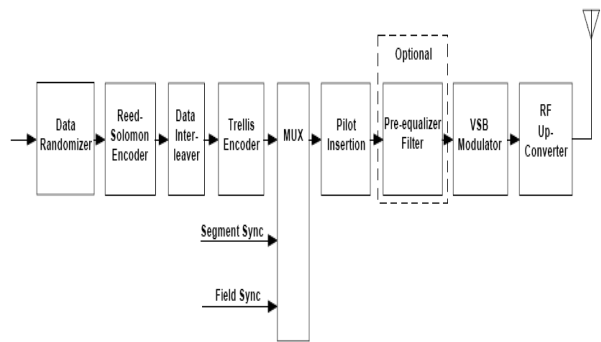 Optional
Data
Randomizer
Reed-
Solomon
Encoder
Data
Inter-
leaver
Trellis
Encoder
MUX
Pilot
Insertion
Pre-equalizer
Filter
VSB
Modulator
RF
Up-
Converter
Segment Sync
Field Sync